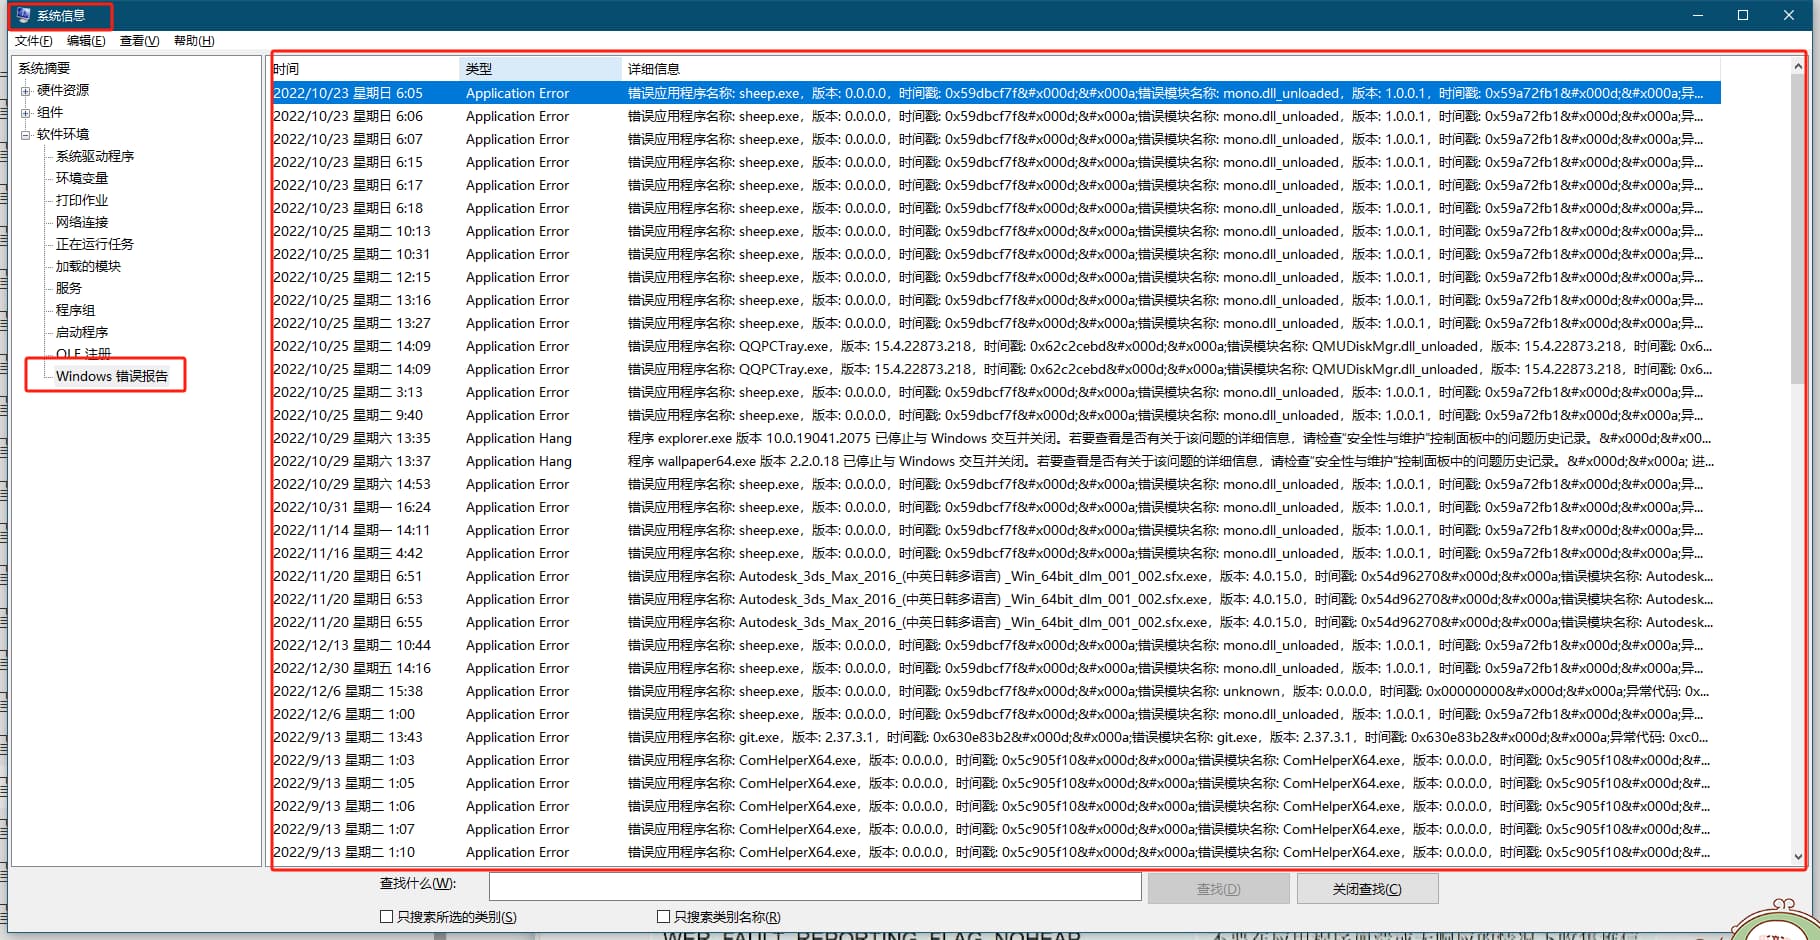 系统信息
文件(F) 编辑(E) 查看(V) 帮助(H)
系统摘要
硬件资源
组件
软件环境
系统驱动程序
环境变量
打印作业
网络连接
正在运行任务
加载的模块
服务
程序组
启动程序
OLE 注册
Windows 错误报告
时间 类型 详细信息
2022/10/23 星期日 6:05 Application Error 错误应用程序名称: sheep.exe，版本: 0.0.0.0，时间戳: 0x59dbcf7f&#x000d;&#x000a;错误模块名称: mono.dll_unloaded，版本: 1.0.0.1，时间戳: 0x59a72fb1&#x000d;&#x000a;异...
2022/10/23 星期日 6:06 Application Error 错误应用程序名称: sheep.exe，版本: 0.0.0.0，时间戳: 0x59dbcf7f&#x000d;&#x000a;错误模块名称: mono.dll_unloaded，版本: 1.0.0.1，时间戳: 0x59a72fb1&#x000d;&#x000a;异...
2022/10/23 星期日 6:07 Application Error 错误应用程序名称: sheep.exe，版本: 0.0.0.0，时间戳: 0x59dbcf7f&#x000d;&#x000a;错误模块名称: mono.dll_unloaded，版本: 1.0.0.1，时间戳: 0x59a72fb1&#x000d;&#x000a;异...
2022/10/23 星期日 6:15 Application Error 错误应用程序名称: sheep.exe，版本: 0.0.0.0，时间戳: 0x59dbcf7f&#x000d;&#x000a;错误模块名称: mono.dll_unloaded，版本: 1.0.0.1，时间戳: 0x59a72fb1&#x000d;&#x000a;异...
2022/10/23 星期日 6:17 Application Error 错误应用程序名称: sheep.exe，版本: 0.0.0.0，时间戳: 0x59dbcf7f&#x000d;&#x000a;错误模块名称: mono.dll_unloaded，版本: 1.0.0.1，时间戳: 0x59a72fb1&#x000d;&#x000a;异...
2022/10/23 星期日 6:18 Application Error 错误应用程序名称: sheep.exe，版本: 0.0.0.0，时间戳: 0x59dbcf7f&#x000d;&#x000a;错误模块名称: mono.dll_unloaded，版本: 1.0.0.1，时间戳: 0x59a72fb1&#x000d;&#x000a;异...
2022/10/25 星期二 10:13 Application Error 错误应用程序名称: sheep.exe，版本: 0.0.0.0，时间戳: 0x59dbcf7f&#x000d;&#x000a;错误模块名称: mono.dll_unloaded，版本: 1.0.0.1，时间戳: 0x59a72fb1&#x000d;&#x000a;异...
2022/10/25 星期二 10:31 Application Error 错误应用程序名称: sheep.exe，版本: 0.0.0.0，时间戳: 0x59dbcf7f&#x000d;&#x000a;错误模块名称: mono.dll_unloaded，版本: 1.0.0.1，时间戳: 0x59a72fb1&#x000d;&#x000a;异...
2022/10/25 星期二 12:15 Application Error 错误应用程序名称: sheep.exe，版本: 0.0.0.0，时间戳: 0x59dbcf7f&#x000d;&#x000a;错误模块名称: mono.dll_unloaded，版本: 1.0.0.1，时间戳: 0x59a72fb1&#x000d;&#x000a;异...
2022/10/25 星期二 13:16 Application Error 错误应用程序名称: sheep.exe，版本: 0.0.0.0，时间戳: 0x59dbcf7f&#x000d;&#x000a;错误模块名称: mono.dll_unloaded，版本: 1.0.0.1，时间戳: 0x59a72fb1&#x000d;&#x000a;异...
2022/10/25 星期二 13:27 Application Error 错误应用程序名称: sheep.exe，版本: 0.0.0.0，时间戳: 0x59dbcf7f&#x000d;&#x000a;错误模块名称: mono.dll_unloaded，版本: 1.0.0.1，时间戳: 0x59a72fb1&#x000d;&#x000a;异...
2022/10/25 星期二 14:09 Application Error 错误应用程序名称: QQPCTray.exe，版本: 15.4.22873.218，时间戳: 0x62c2cebd&#x000d;&#x000a;错误模块名称: QMUDiskMgr.dll_unloaded，版本: 15.4.22873.218，时间戳: 0x6...
2022/10/25 星期二 14:09 Application Error 错误应用程序名称: QQPCTray.exe，版本: 15.4.22873.218，时间戳: 0x62c2cebd&#x000d;&#x000a;错误模块名称: QMUDiskMgr.dll_unloaded，版本: 15.4.22873.218，时间戳: 0x6...
2022/10/25 星期二 3:13 Application Error 错误应用程序名称: sheep.exe，版本: 0.0.0.0，时间戳: 0x59dbcf7f&#x000d;&#x000a;错误模块名称: mono.dll_unloaded，版本: 1.0.0.1，时间戳: 0x59a72fb1&#x000d;&#x000a;异...
2022/10/25 星期二 9:40 Application Error 错误应用程序名称: sheep.exe，版本: 0.0.0.0，时间戳: 0x59dbcf7f&#x000d;&#x000a;错误模块名称: mono.dll_unloaded，版本: 1.0.0.1，时间戳: 0x59a72fb1&#x000d;&#x000a;异...
2022/10/29 星期六 13:35 Application Hang 程序 explorer.exe 版本 10.0.19041.2075 已停止与 Windows 交互并关闭。若要查看是否有关于该问题的详细信息，请检查"安全性与维护"控制面板中的问题历史记录。&#x000d;&#x00...
2022/10/29 星期六 13:37 Application Hang 程序 wallpaper64.exe 版本 2.2.0.18 已停止与 Windows 交互并关闭。若要查看是否有关于该问题的详细信息，请检查"安全性与维护"控制面板中的问题历史记录。&#x000d;&#x000a; 进...
2022/10/29 星期六 14:53 Application Error 错误应用程序名称: sheep.exe，版本: 0.0.0.0，时间戳: 0x59dbcf7f&#x000d;&#x000a;错误模块名称: mono.dll_unloaded，版本: 1.0.0.1，时间戳: 0x59a72fb1&#x000d;&#x000a;异...
2022/10/31 星期一 16:24 Application Error 错误应用程序名称: sheep.exe，版本: 0.0.0.0，时间戳: 0x59dbcf7f&#x000d;&#x000a;错误模块名称: mono.dll_unloaded，版本: 1.0.0.1，时间戳: 0x59a72fb1&#x000d;&#x000a;异...
2022/11/14 星期一 14:11 Application Error 错误应用程序名称: sheep.exe，版本: 0.0.0.0，时间戳: 0x59dbcf7f&#x000d;&#x000a;错误模块名称: mono.dll_unloaded，版本: 1.0.0.1，时间戳: 0x59a72fb1&#x000d;&#x000a;异...
2022/11/16 星期三 4:42 Application Error 错误应用程序名称: sheep.exe，版本: 0.0.0.0，时间戳: 0x59dbcf7f&#x000d;&#x000a;错误模块名称: mono.dll_unloaded，版本: 1.0.0.1，时间戳: 0x59a72fb1&#x000d;&#x000a;异...
2022/11/20 星期日 6:51 Application Error 错误应用程序名称: Autodesk_3ds_Max_2016_(中英日韩多语言) _Win_64bit_dlm_001_002.sfx.exe，版本: 4.0.15.0，时间戳: 0x54d96270&#x000d;&#x000a;错误模块名称: Autodesk...
2022/11/20 星期日 6:53 Application Error 错误应用程序名称: Autodesk_3ds_Max_2016_(中英日韩多语言) _Win_64bit_dlm_001_002.sfx.exe，版本: 4.0.15.0，时间戳: 0x54d96270&#x000d;&#x000a;错误模块名称: Autodesk...
2022/11/20 星期日 6:55 Application Error 错误应用程序名称: Autodesk_3ds_Max_2016_(中英日韩多语言) _Win_64bit_dlm_001_002.sfx.exe，版本: 4.0.15.0，时间戳: 0x54d96270&#x000d;&#x000a;错误模块名称: Autodesk...
2022/12/13 星期二 10:44 Application Error 错误应用程序名称: sheep.exe，版本: 0.0.0.0，时间戳: 0x59dbcf7f&#x000d;&#x000a;错误模块名称: mono.dll_unloaded，版本: 1.0.0.1，时间戳: 0x59a72fb1&#x000d;&#x000a;异...
2022/12/30 星期五 14:16 Application Error 错误应用程序名称: sheep.exe，版本: 0.0.0.0，时间戳: 0x59dbcf7f&#x000d;&#x000a;错误模块名称: mono.dll_unloaded，版本: 1.0.0.1，时间戳: 0x59a72fb1&#x000d;&#x000a;异...
2022/12/6 星期二 15:38 Application Error 错误应用程序名称: sheep.exe，版本: 0.0.0.0，时间戳: 0x59dbcf7f&#x000d;&#x000a;错误模块名称: unknown，版本: 0.0.0.0，时间戳: 0x00000000&#x000d;&#x000a;异常代码: 0x...
2022/12/6 星期二 1:00 Application Error 错误应用程序名称: sheep.exe，版本: 0.0.0.0，时间戳: 0x59dbcf7f&#x000d;&#x000a;错误模块名称: mono.dll_unloaded，版本: 1.0.0.1，时间戳: 0x59a72fb1&#x000d;&#x000a;异...
2022/9/13 星期二 13:43 Application Error 错误应用程序名称: git.exe，版本: 2.37.3.1，时间戳: 0x630e83b2&#x000d;&#x000a;错误模块名称: git.exe，版本: 2.37.3.1，时间戳: 0x630e83b2&#x000d;&#x000a;异常代码: 0xc0...
2022/9/13 星期二 1:03 Application Error 错误应用程序名称: ComHelperX64.exe，版本: 0.0.0.0，时间戳: 0x5c905f10&#x000d;&#x000a;错误模块名称: ComHelperX64.exe，版本: 0.0.0.0，时间戳: 0x5c905f10&#x000d;&#...
2022/9/13 星期二 1:05 Application Error 错误应用程序名称: ComHelperX64.exe，版本: 0.0.0.0，时间戳: 0x5c905f10&#x000d;&#x000a;错误模块名称: ComHelperX64.exe，版本: 0.0.0.0，时间戳: 0x5c905f10&#x000d;&#...
2022/9/13 星期二 1:06 Application Error 错误应用程序名称: ComHelperX64.exe，版本: 0.0.0.0，时间戳: 0x5c905f10&#x000d;&#x000a;错误模块名称: ComHelperX64.exe，版本: 0.0.0.0，时间戳: 0x5c905f10&#x000d;&#...
2022/9/13 星期二 1:07 Application Error 错误应用程序名称: ComHelperX64.exe，版本: 0.0.0.0，时间戳: 0x5c905f10&#x000d;&#x000a;错误模块名称: ComHelperX64.exe，版本: 0.0.0.0，时间戳: 0x5c905f10&#x000d;&#...
2022/9/13 星期二 1:10 Application Error 错误应用程序名称: ComHelperX64.exe，版本: 0.0.0.0，时间戳: 0x5c905f10&#x000d;&#x000a;错误模块名称: ComHelperX64.exe，版本: 0.0.0.0，时间戳: 0x5c905f10&#x000d;&#...
查找什么(W): 查找(D) 关闭查找(C)
只搜索所选的类别(S) 只搜索类别名称(R)
WER_FAULT_REPORTING_FLAG_NOHEAP